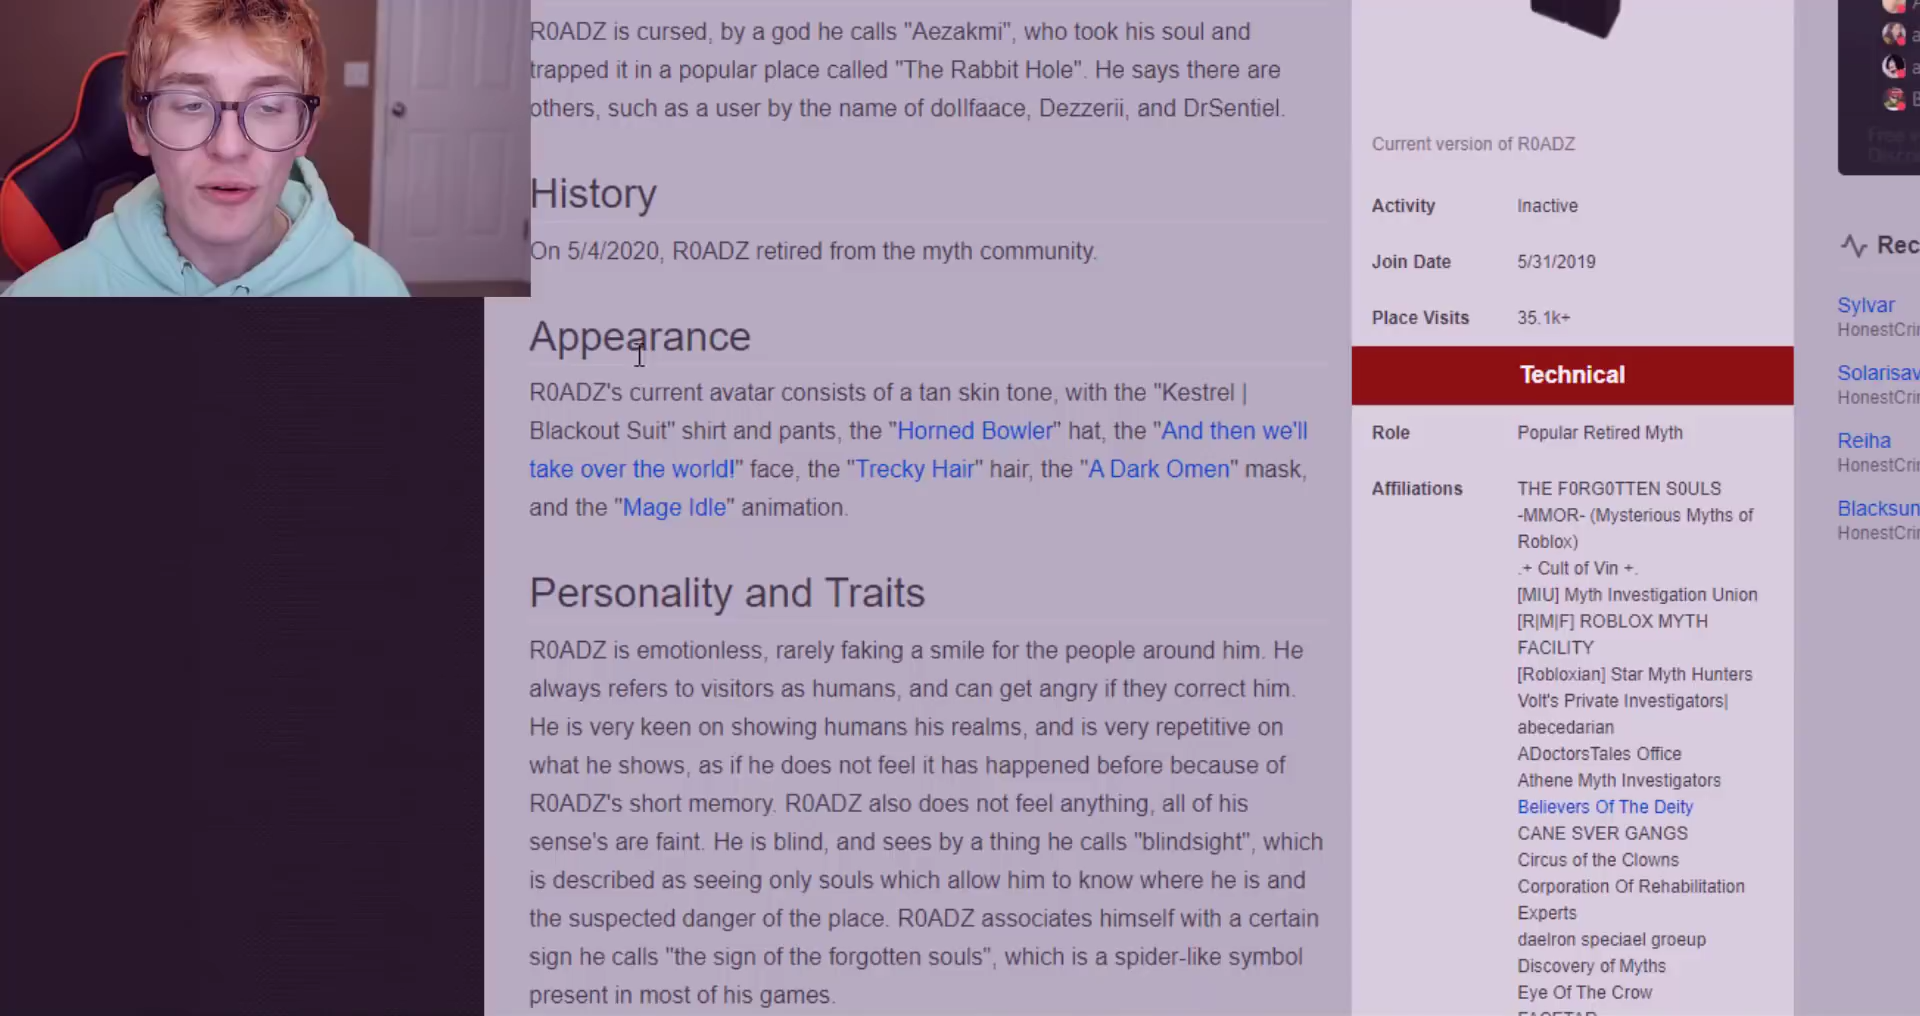 R0ADZ is cursed, by a god he calls "Aezakmi", who took his soul and
trapped it in a popular place called "The Rabbit Hole". He says there are
others, such as a user by the name of dollfaace, Dezzerii, and DrSentiel.
History
On 5/4/2020, R0ADZ retired from the myth community.
Appearance
R0ADZ's current avatar consists of a tan skin tone, with the "Kestrel |
Blackout Suit" shirt and pants, the "Horned Bowler" hat, the "And then we'll
take over the world!" face, the "Trecky Hair" hair, the "A Dark Omen" mask,
and the "Mage Idle" animation.
Personality and Traits
R0ADZ is emotionless, rarely faking a smile for the people around him. He
always refers to visitors as humans, and can get angry if they correct him.
He is very keen on showing humans his realms, and is very repetitive on
what he shows, as if he does not feel it has happened before because of
R0ADZ's short memory. R0ADZ also does not feel anything, all of his
sense's are faint. He is blind, and sees by a thing he calls "blindsight", which
is described as seeing only souls which allow him to know where he is and
the suspected danger of the place. R0ADZ associates himself with a certain
sign he calls "the sign of the forgotten souls", which is a spider-like symbol
present in most of his games.
Current version of R0ADZ
Activity Inactive
Join Date 5/31/2019
Place Visits 35.1k+
Technical
Role Popular Retired Myth
Affiliations THE F0RG0TTEN S0ULS
-MMOR- (Mysterious Myths of
Roblox)
.+ Cult of Vin +.
[MIU] Myth Investigation Union
[R|M|F] ROBLOX MYTH
FACILITY
[Robloxian] Star Myth Hunters
Volt's Private Investigators|
abecedarian
ADoctorsTales Office
Athene Myth Investigators
Believers Of The Deity
CANE SVER GANGS
Circus of the Clowns
Corporation Of Rehabilitation
Experts
daelron speciael groeup
Discovery of Myths
Eye Of The Crow
Rec
Sylvar
HonestCri
Solarisav
HonestCri
Reiha
HonestCri
Blacksun
HonestCri